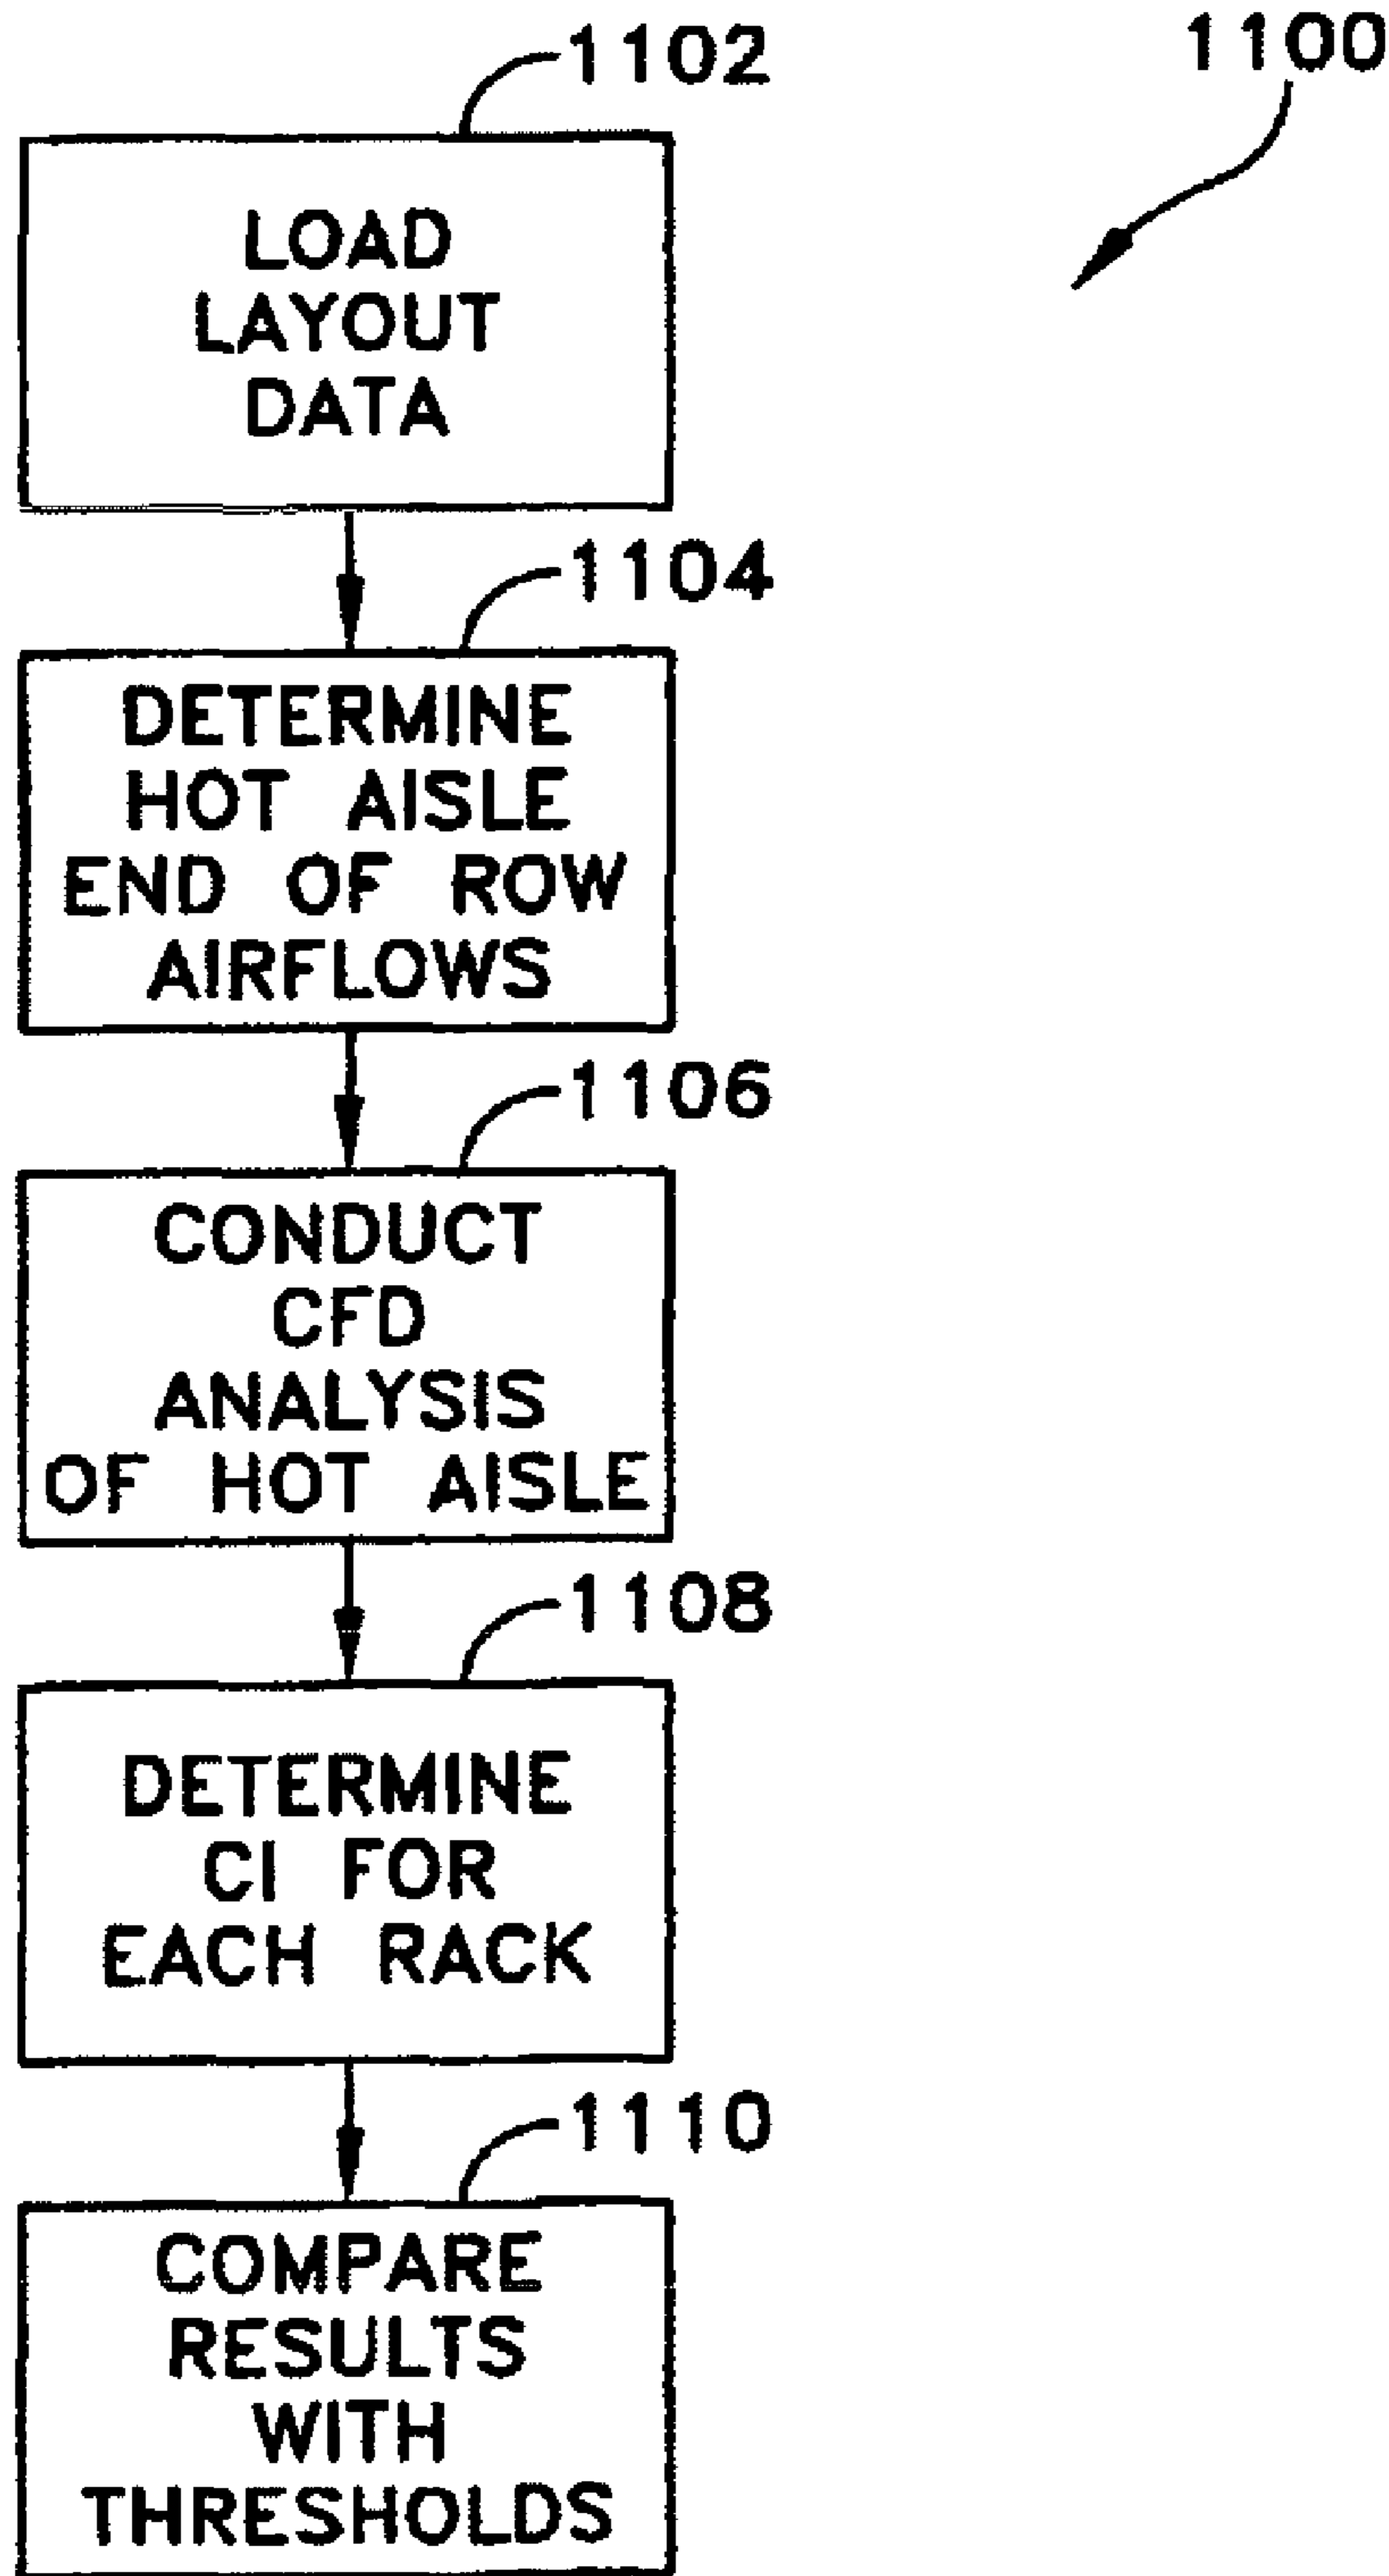 1102
1100
LOAD
LAYOUT
DATA
1104
DETERMINE
HOT AISLE
END OF ROW
AIRFLOWS
1106
CONDUCT
CFD
ANALYSIS
OF HOT AISLE
1108
DETERMINE
CI FOR
EACH RACK
1110
COMPARE
RESULTS
WITH
THRESHOLDS